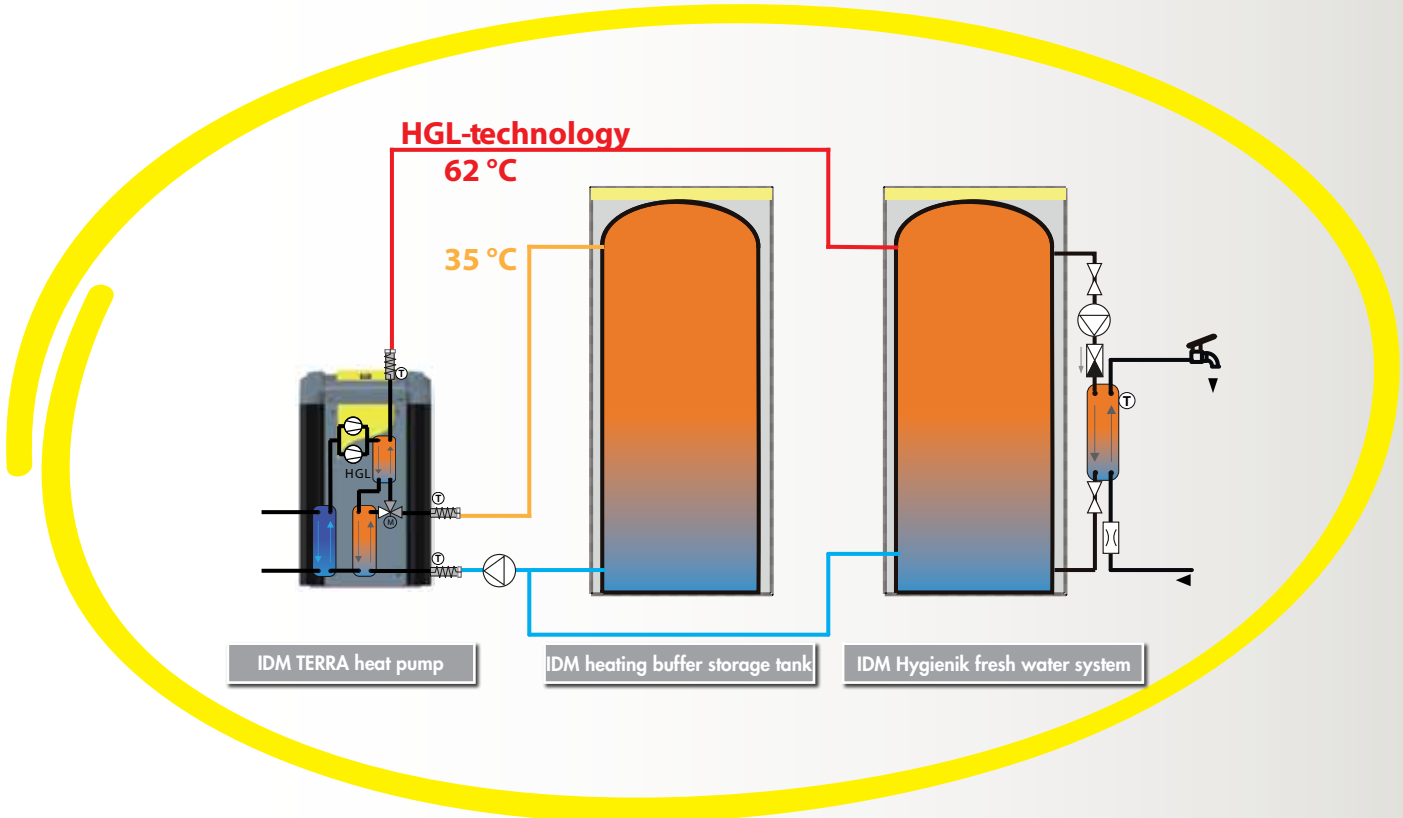 HGL-technology
62 °C
35 °C
T
HGL
M
T
T
T
IDM TERRA heat pump
IDM heating buffer storage tank
IDM Hygienik fresh water system